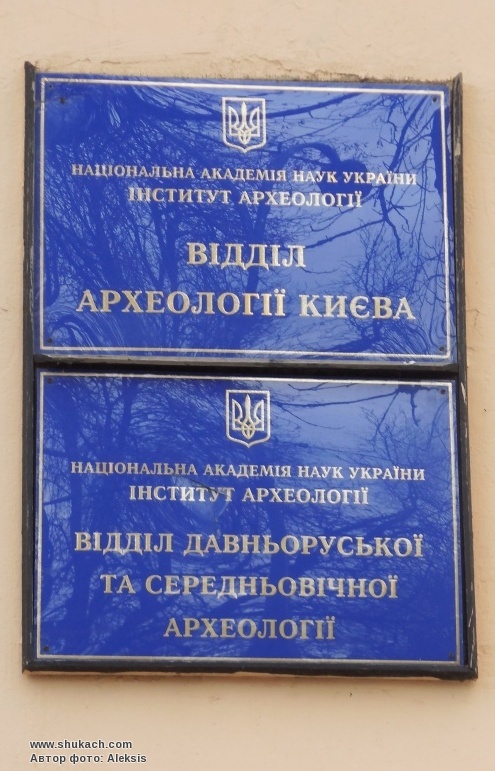 НАЦІОНАЛЬНА АКАДЕМІЯ НАУК УКРАЇНИ
ІНСТИТУТ АРХЕОЛОГІЇ
ВІДДІЛ
АРХЕОЛОГІЇ КИЄВА
НАЦІОНАЛЬНА АКАДЕМІЯ НАУК УКРАЇНИ
ІНСТИТУТ АРХЕОЛОГІЇ
ВІДДІЛ ДАВНЬОРУСЬКОЇ
ТА СЕРЕДНЬОВІЧНОЇ
АРХЕОЛОГІЇ
www.shukach.com
Автор фото: Aleksis